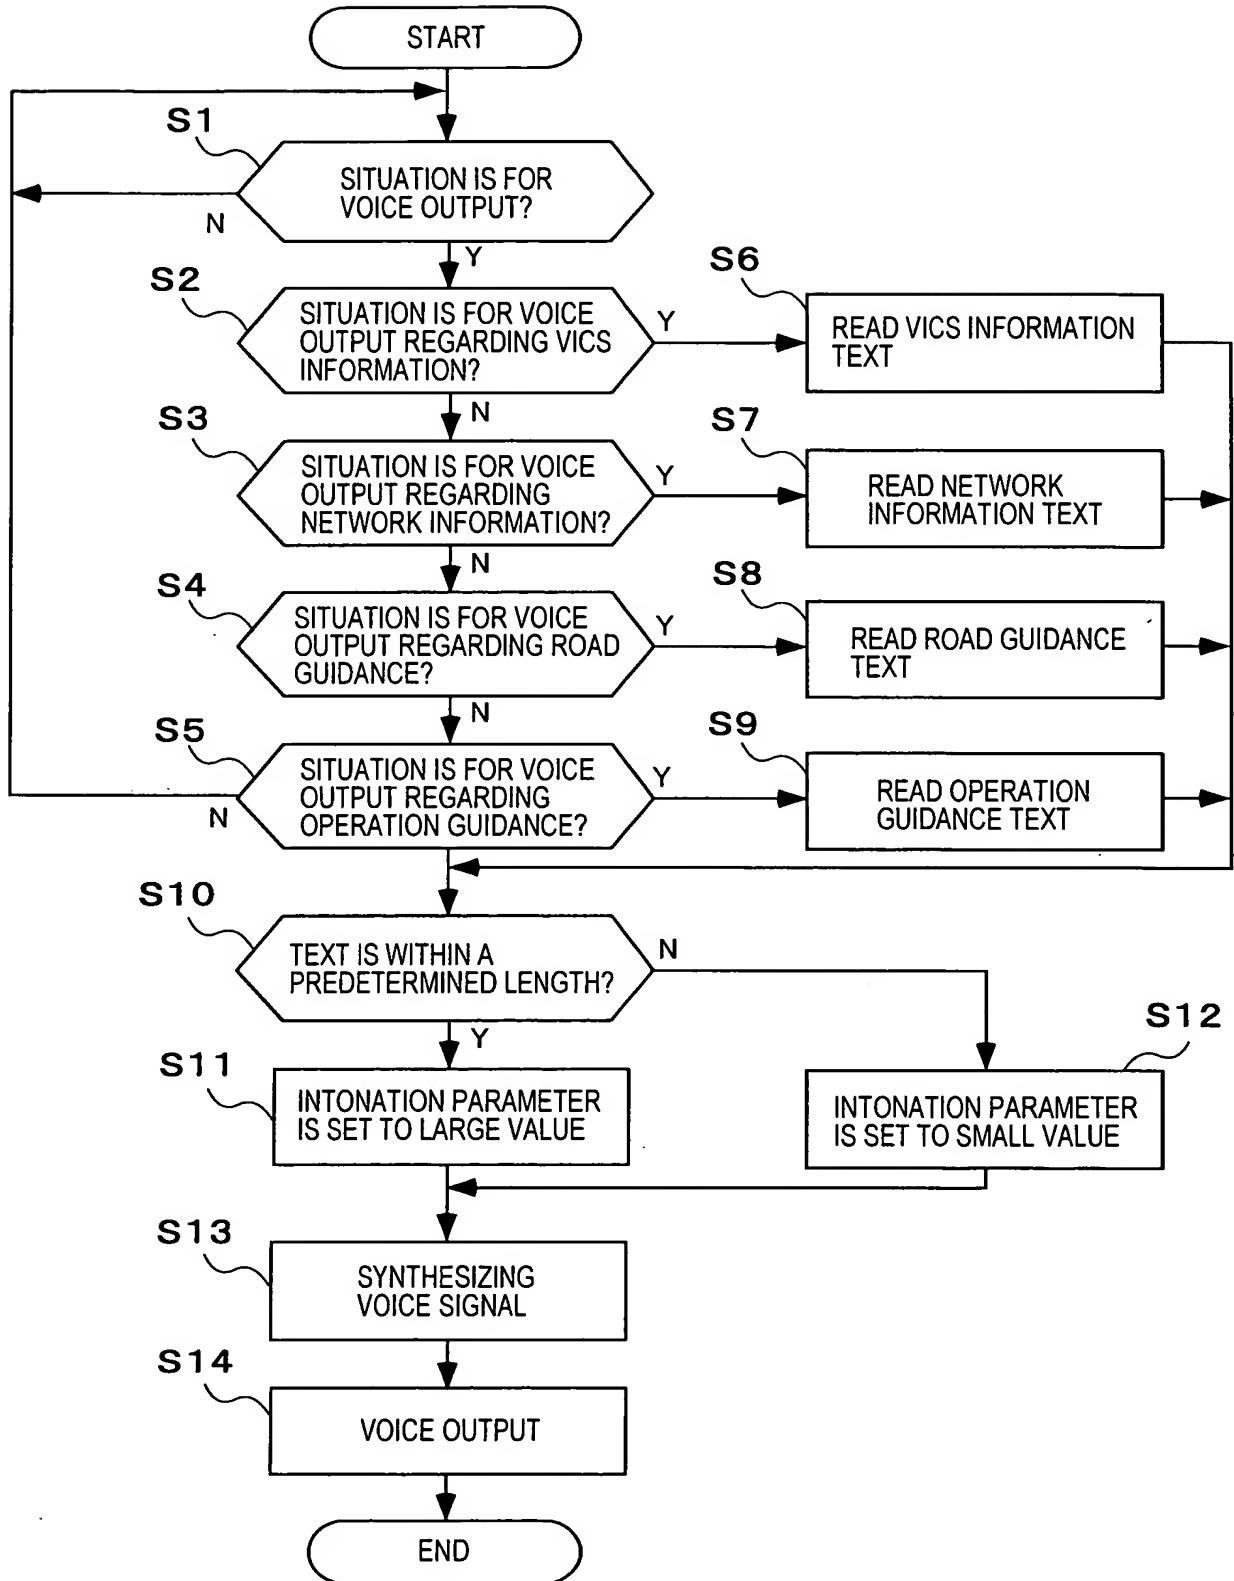 START
S1
SITUATION IS FOR
VOICE OUTPUT?
N
Y
S2
SITUATION IS FOR VOICE
OUTPUT REGARDING VICS
INFORMATION?
Y
N
S6
READ VICS INFORMATION
TEXT
S3
SITUATION IS FOR VOICE
OUTPUT REGARDING
NETWORK INFORMATION?
Y
N
S7
READ NETWORK
INFORMATION TEXT
S4
SITUATION IS FOR VOICE
OUTPUT REGARDING ROAD
GUIDANCE?
Y
N
S8
READ ROAD GUIDANCE
TEXT
S5
SITUATION IS FOR VOICE
OUTPUT REGARDING
OPERATION GUIDANCE?
Y
N
S9
READ OPERATION
GUIDANCE TEXT
S10
TEXT IS WITHIN A
PREDETERMINED LENGTH?
N
Y
S11
INTONATION PARAMETER
IS SET TO LARGE VALUE
S12
INTONATION PARAMETER
IS SET TO SMALL VALUE
S13
SYNTHESIZING
VOICE SIGNAL
S14
VOICE OUTPUT
END